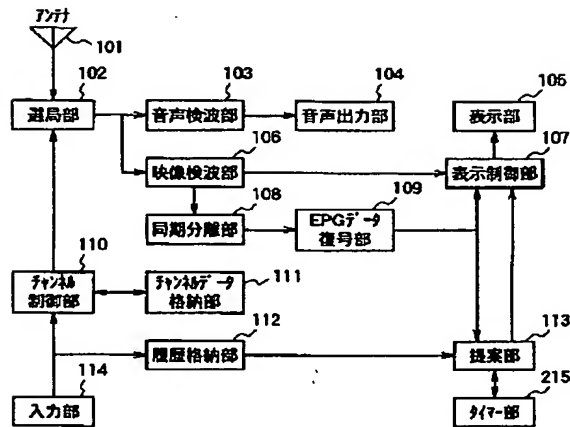 アンテナ
101
102
選局部
103
音声検波部
104
音声出力部
105
表示部
106
映像検波部
107
表示制御部
108
同期分離部
109
EPGデータ
復号部
110
チャンネル
制御部
111
チャンネルデータ
格納部
112
履歴格納部
113
提案部
114
入力部
215
タイマー部